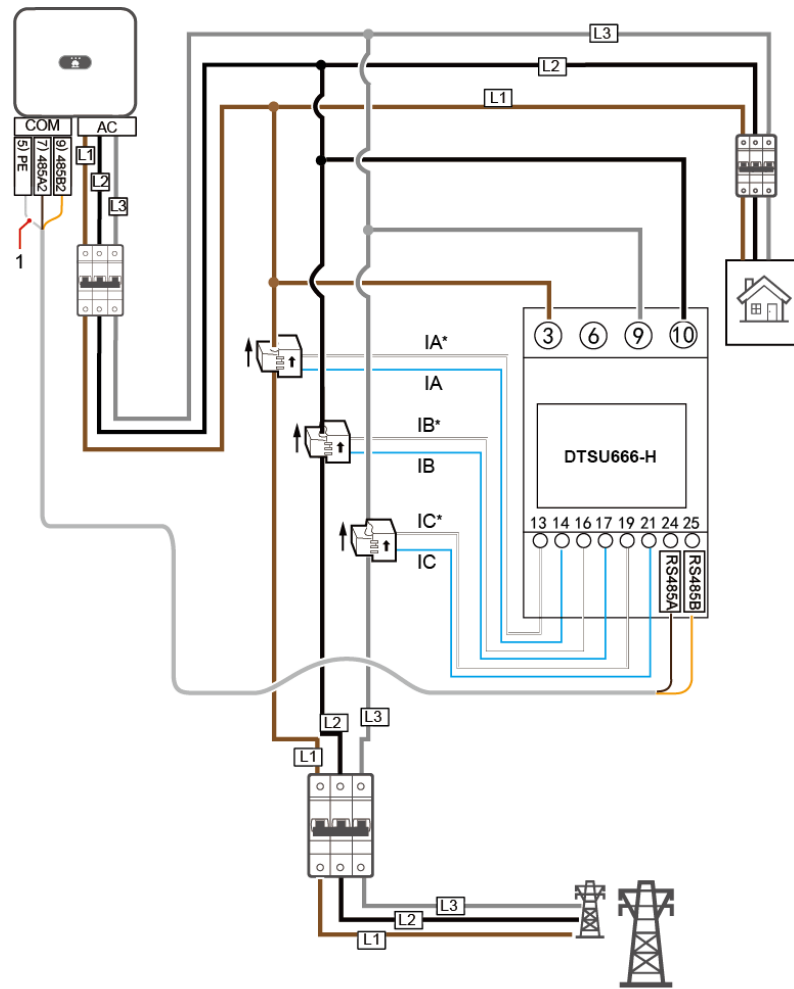 L3
L2
L1
COM
AC
5) PE
7) 485A2
9) 485B2
L1
L2
L3
1
3
6
9
10
IA*
IA
IB*
IB
IC*
IC
DTSU666-H
13 14 16 17 19 21 24 25
RS485A
RS485B
L2
L3
L1
L3
L2
L1